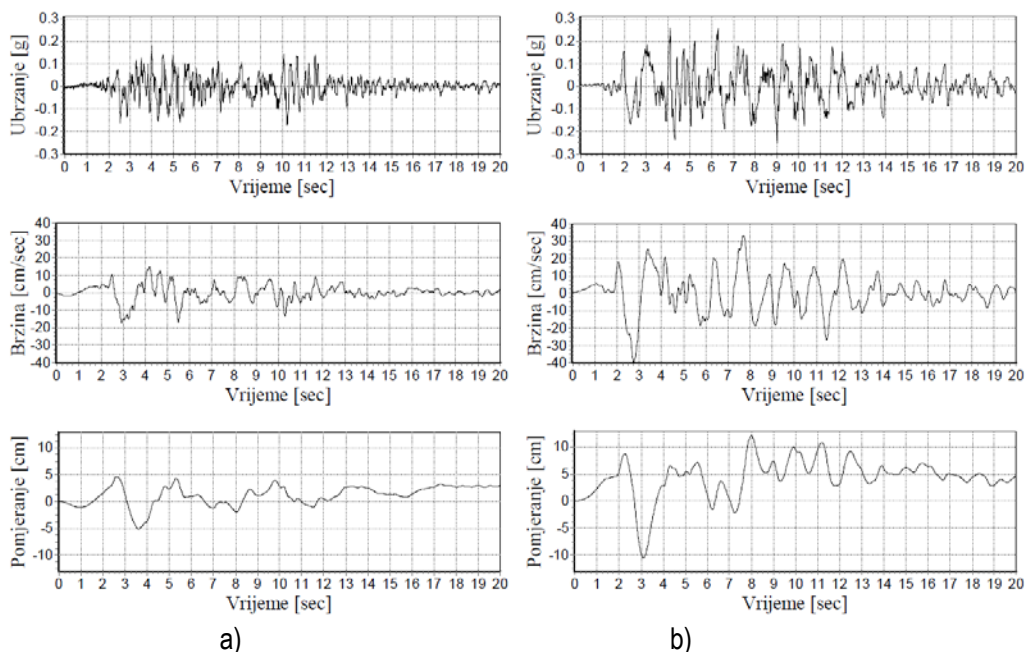 Ubrzanje [g]
0.3
0.2
0.1
0
-0.1
-0.2
-0.3
0 1 2 3 4 5 6 7 8 9 10 11 12 13 14 15 16 17 18 19 20
Vrijeme [sec]
Brzina [cm/sec]
40
30
20
10
0
-10
-20
-30
-40
0 1 2 3 4 5 6 7 8 9 10 11 12 13 14 15 16 17 18 19 20
Vrijeme [sec]
Pomjeranje [cm]
10
5
0
-5
-10
0 1 2 3 4 5 6 7 8 9 10 11 12 13 14 15 16 17 18 19 20
Vrijeme [sec]
a)
Ubrzanje [g]
0.3
0.2
0.1
0
-0.1
-0.2
-0.3
0 1 2 3 4 5 6 7 8 9 10 11 12 13 14 15 16 17 18 19 20
Vrijeme [sec]
Brzina [cm/sec]
40
30
20
10
0
-10
-20
-30
-40
0 1 2 3 4 5 6 7 8 9 10 11 12 13 14 15 16 17 18 19 20
Vrijeme [sec]
Pomjeranje [cm]
10
5
0
-5
-10
0 1 2 3 4 5 6 7 8 9 10 11 12 13 14 15 16 17 18 19 20
Vrijeme [sec]
b)